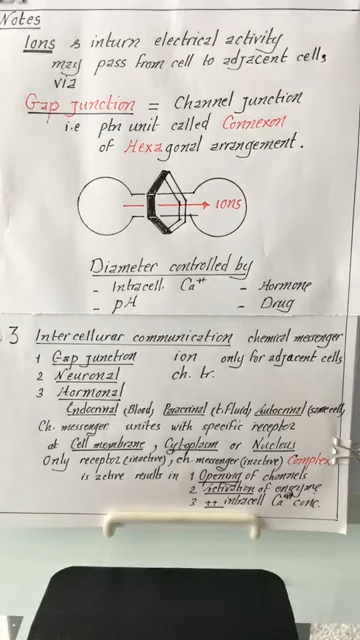 Notes
Ions & inturn electrical activity
may pass from cell to adjacent cells,
via
Gap junction = Channel junction
i.e ptn unit called Connexon
of Hexagonal arrangement.
IONS
Diameter controlled by
- Intracell. Ca++ - Hormone
- pH - Drug
3 Intercellurar communication chemical messenger
1 Gap junction ion only for adjacent cells
2 Neuronal ch. tr.
3 Hormonal
Endocrinal (Blood) Paracrinal (t.Fluid) Autocrinal (same cell)
Ch. messenger unites with specific receptor
at Cell membrane, Cytoplasm or Nucleus
Only receptor (inactive), ch. messenger (inactive) Complex
is active results in 1 Opening of channels
2 activation of enzyme
3 ++ intracell Ca++ conc.